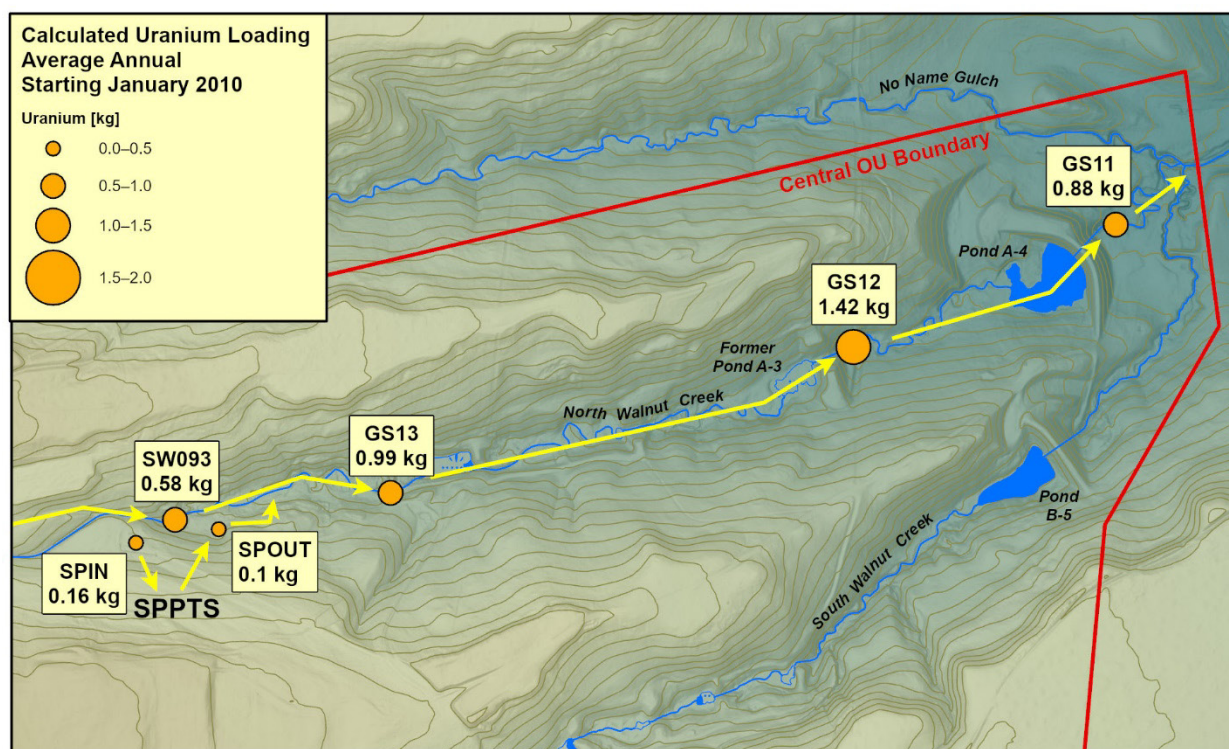 Calculated Uranium Loading
Average Annual
Starting January 2010
Uranium [kg]
0.0–0.5
0.5–1.0
1.0–1.5
1.5–2.0
No Name Gulch
Central OU Boundary
GS11
0.88 kg
Pond A-4
GS12
1.42 kg
Former
Pond A-3
North Walnut Creek
GS13
0.99 kg
SW093
0.58 kg
SPIN
0.16 kg
SPOUT
0.1 kg
SPPTS
Pond
B-5
South Walnut Creek